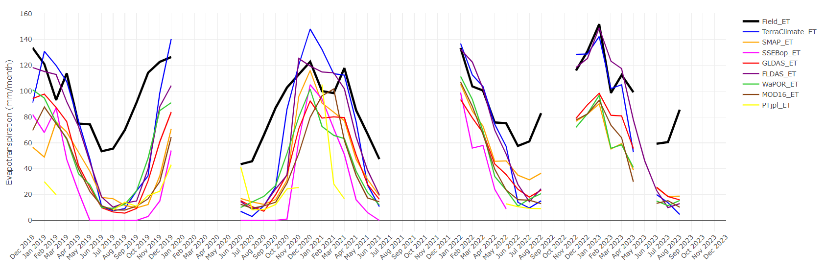 160
140
120
100
80
60
40
20
0
Evapotranspiration (mm/month)
Dec 2018
Jan 2019
Feb 2019
Mar 2019
Apr 2019
May 2019
Jun 2019
Jul 2019
Aug 2019
Sep 2019
Oct 2019
Nov 2019
Dec 2019
Jan 2020
Feb 2020
Mar 2020
Apr 2020
May 2020
Jun 2020
Jul 2020
Aug 2020
Sep 2020
Oct 2020
Nov 2020
Dec 2020
Jan 2021
Feb 2021
Mar 2021
Apr 2021
May 2021
Jun 2021
Jul 2021
Aug 2021
Sep 2021
Oct 2021
Nov 2021
Dec 2021
Jan 2022
Feb 2022
Mar 2022
Apr 2022
May 2022
Jun 2022
Jul 2022
Aug 2022
Sep 2022
Oct 2022
Nov 2022
Dec 2022
Jan 2023
Feb 2023
Mar 2023
Apr 2023
May 2023
Jun 2023
Jul 2023
Aug 2023
Sep 2023
Oct 2023
Nov 2023
Dec 2023
Field_ET
TerraClimate_ET
SMAP_ET
SSEBop_ET
GLDAS_ET
FLDAS_ET
WaPOR_ET
MOD16_ET
PTjpl_ET